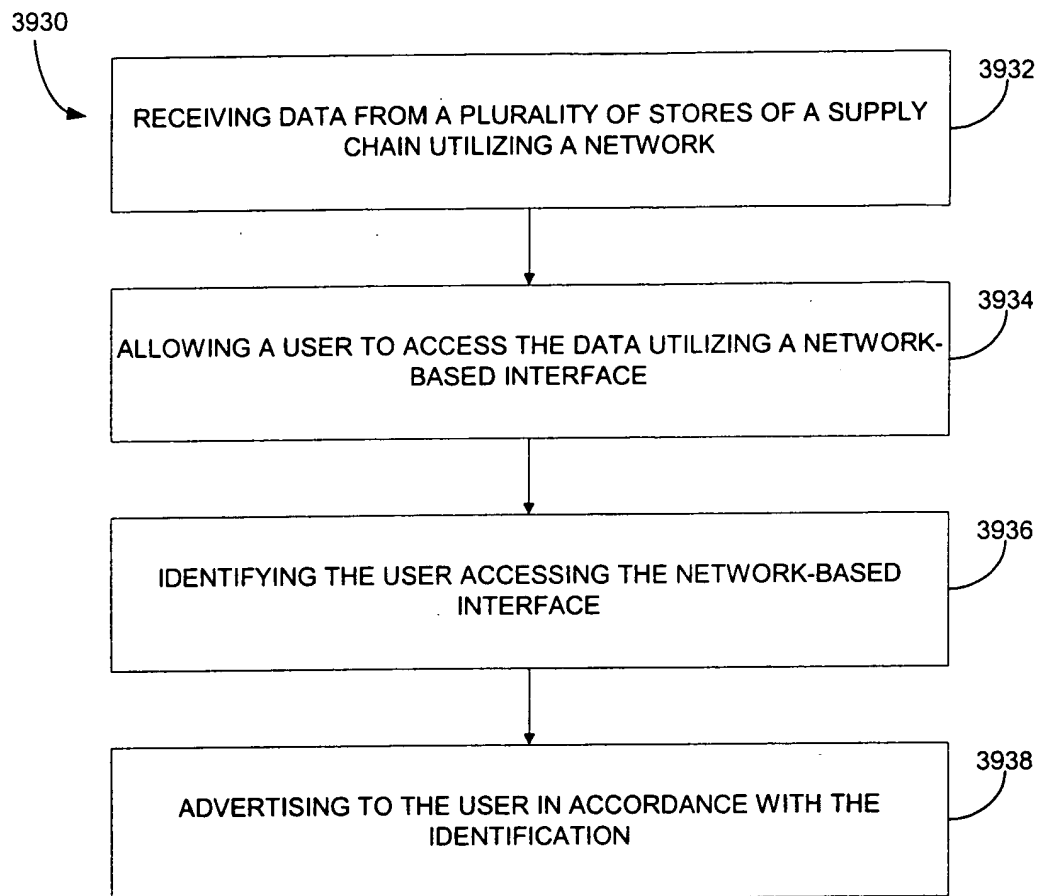 3930
3932
RECEIVING DATA FROM A PLURALITY OF STORES OF A SUPPLY
CHAIN UTILIZING A NETWORK
3934
ALLOWING A USER TO ACCESS THE DATA UTILIZING A NETWORK-
BASED INTERFACE
3936
IDENTIFYING THE USER ACCESSING THE NETWORK-BASED
INTERFACE
3938
ADVERTISING TO THE USER IN ACCORDANCE WITH THE
IDENTIFICATION